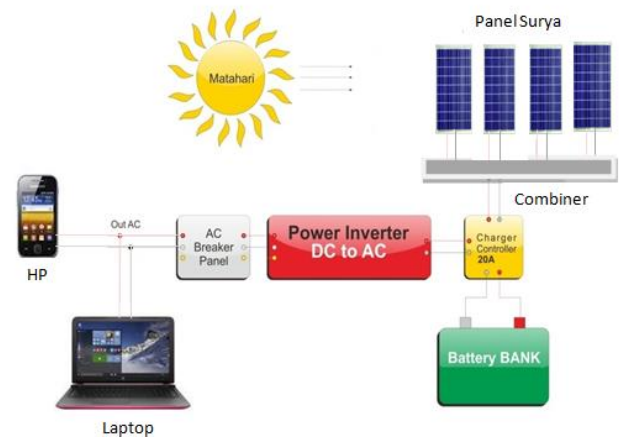 Panel Surya
Matahari
Combiner
HP
Out AC
AC
Breaker
Panel
Power Inverter
DC to AC
Charger
Controller
20A
Battery BANK
Laptop